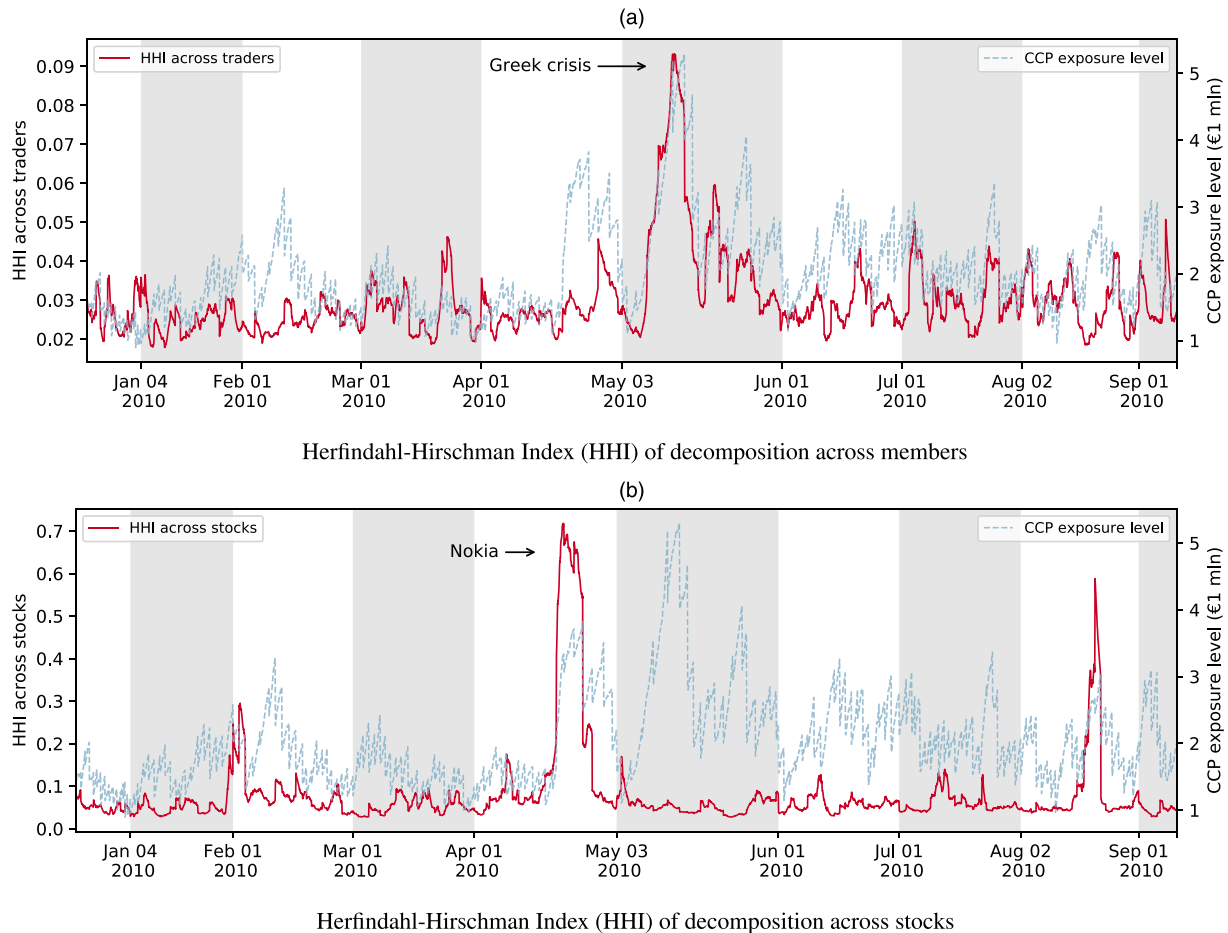 (a)
HHI across traders
CCP exposure level
Greek crisis
HHI across traders
0.09
0.08
0.07
0.06
0.05
0.04
0.03
0.02
CCP exposure level (€1 mln)
5
4
3
2
1
Jan 04 2010
Feb 01 2010
Mar 01 2010
Apr 01 2010
May 03 2010
Jun 01 2010
Jul 01 2010
Aug 02 2010
Sep 01 2010
Herfindahl-Hirschman Index (HHI) of decomposition across members
(b)
HHI across stocks
CCP exposure level
Nokia
HHI across stocks
0.7
0.6
0.5
0.4
0.3
0.2
0.1
0.0
CCP exposure level (€1 mln)
5
4
3
2
1
Jan 04 2010
Feb 01 2010
Mar 01 2010
Apr 01 2010
May 03 2010
Jun 01 2010
Jul 01 2010
Aug 02 2010
Sep 01 2010
Herfindahl-Hirschman Index (HHI) of decomposition across stocks